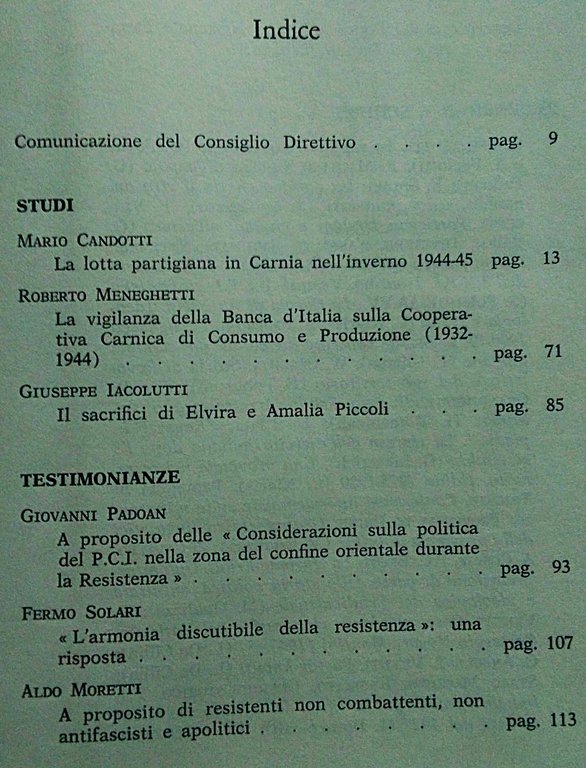 Indice
Comunicazione del Consiglio Direttivo . . . . pag. 9
STUDI
MARIO CANDOTTI
La lotta partigiana in Carnia nell'inverno 1944-45 pag. 13
ROBERTO MENEGHETTI
La vigilanza della Banca d'Italia sulla Coopera-
tiva Carnica di Consumo e Produzione (1932-
1944) . . . . . . . . . . . pag. 71
GIUSEPPE IACOLUTTI
Il sacrifici di Elvira e Amalia Piccoli . . . pag. 85
TESTIMONIANZE
GIOVANNI PADOAN
A proposito delle « Considerazioni sulla politica
del P.C.I. nella zona del confine orientale durante
la Resistenza » . . . . . . . . . . pag. 93
FERMO SOLARI
« L'armonia discutibile della resistenza »: una
risposta . . . . . . . . . . . pag. 107
ALDO MORETTI
A proposito di resistenti non combattenti, non
antifascisti e apolitici . . . . . . . . pag. 113